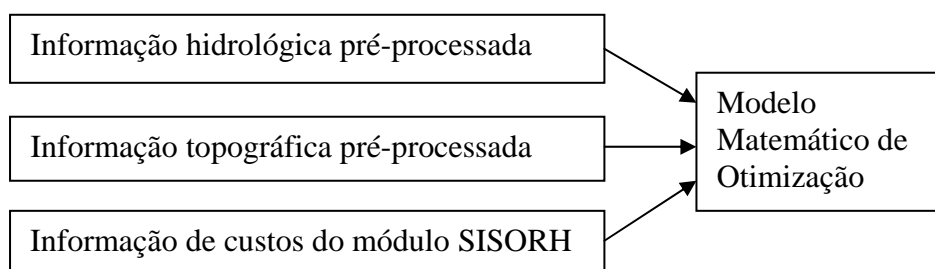 Informação hidrológica pré-processada
Informação topográfica pré-processada
Informação de custos do módulo SISORH
Modelo
Matemático de
Otimização